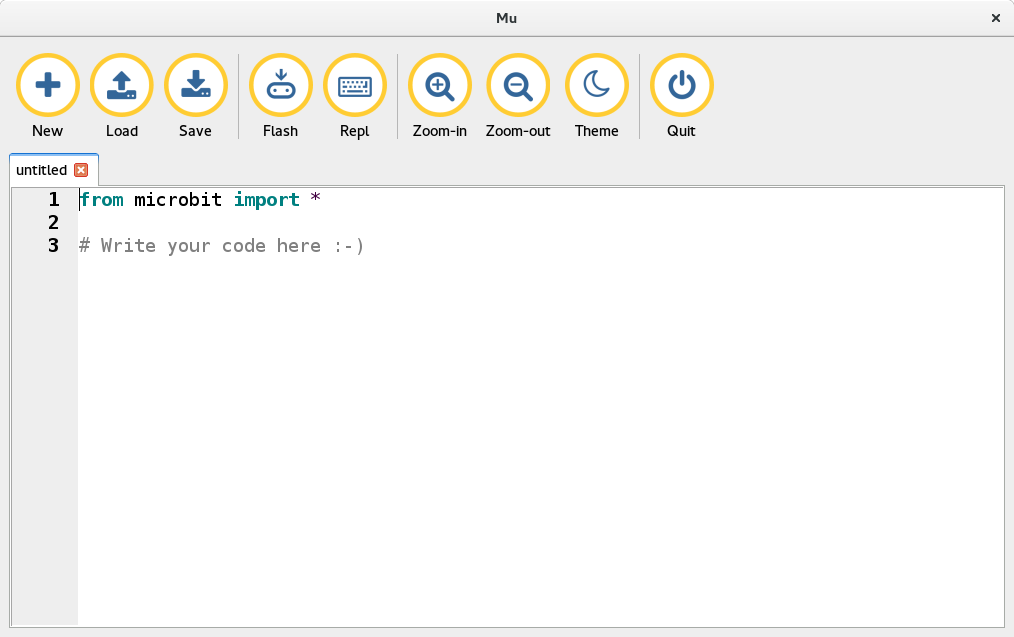 Mu
New Load Save Flash Repl Zoom-in Zoom-out Theme Quit
untitled
1 from microbit import *
2
3 # Write your code here :-)